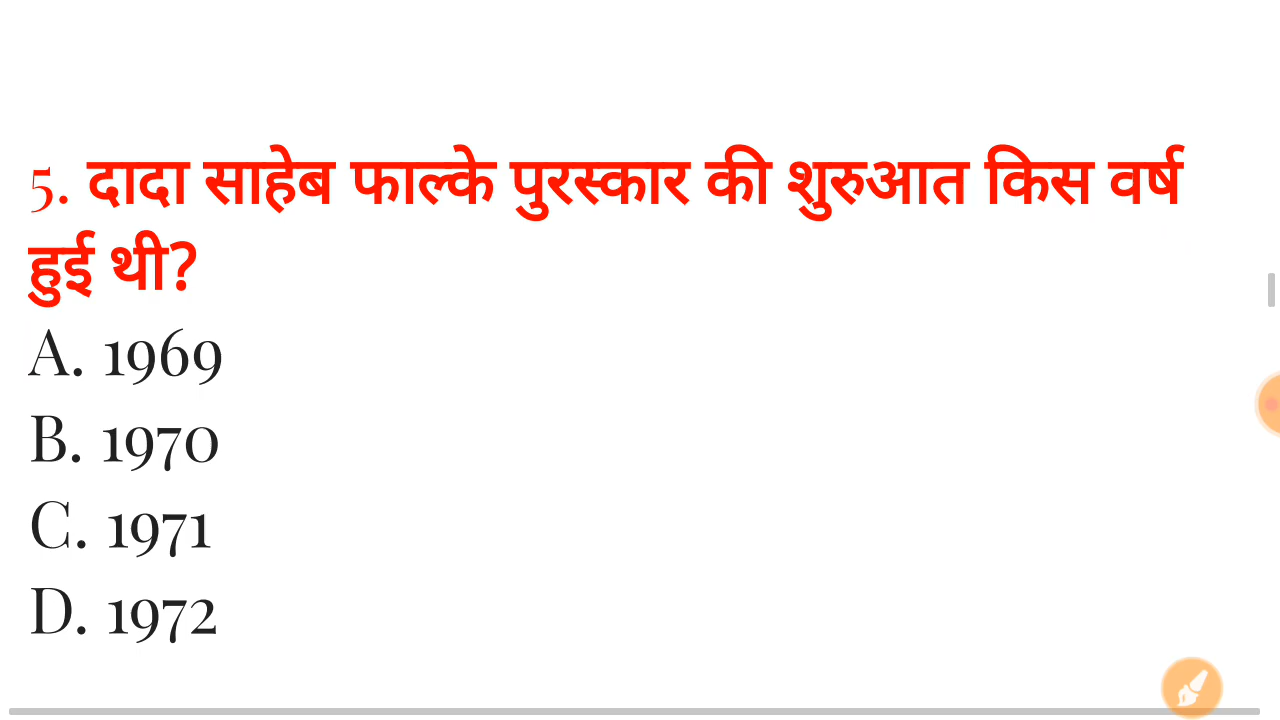 5. दादा साहेब फाल्के पुरस्कार की शुरुआत किस वर्ष
हुई थी?
A. 1969
B. 1970
C. 1971
D. 1972